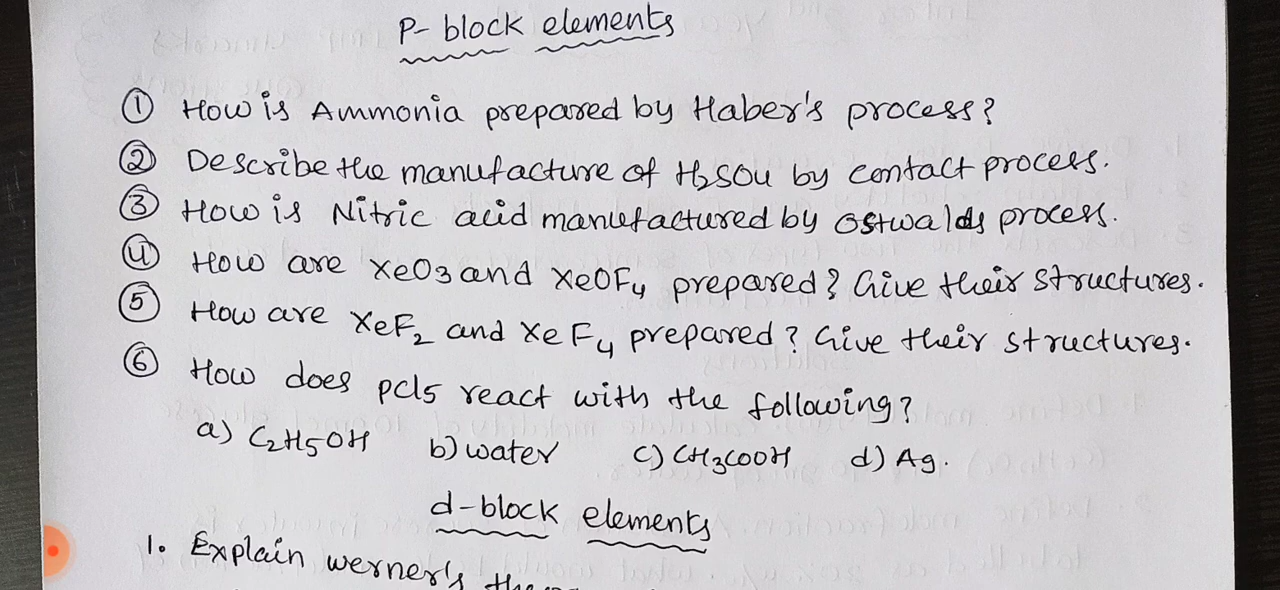 P-block elements
① How is Ammonia prepared by Haber's process?
② Describe the manufacture of H2SO4 by contact process.
③ How is Nitric acid manufactured by Ostwalds process.
④ How are XeO3 and XeOF4 prepared? Give their structures.
⑤ How are XeF2 and XeF4 prepared? Give their structures.
⑥ How does pcl5 react with the following?
a) C2H5OH b) water c) CH3COOH d) Ag.
d-block elements
1. Explain werner's